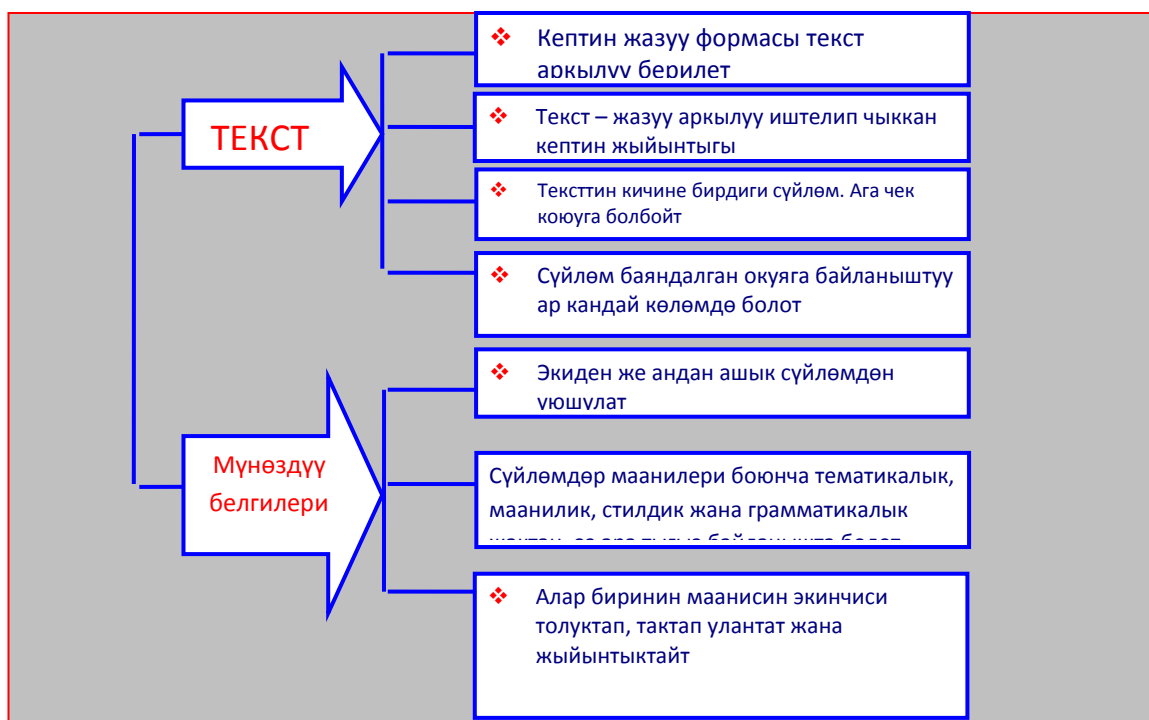 ТЕКСТ
Кептин жазуу формасы текст
аркылуу берилет
Текст – жазуу аркылуу иштелип чыккан
кептин жыйынтыгы
Тексттин кичине бирдиги сүйлөм. Ага чек
коюуга болбойт
Сүйлөм баяндалган окуяга байланыштуу
ар кандай көлөмдө болот
Мүнөздүү
белгилери
Экиден же андан ашык сүйлөмдөн
уюшулат
Сүйлөмдөр маанилери боюнча тематикалык,
маанилик, стилдик жана грамматикалык
байланышта болот
Алар биринин маанисин экинчиси
толуктап, тактап улантат жана
жыйынтыктайт